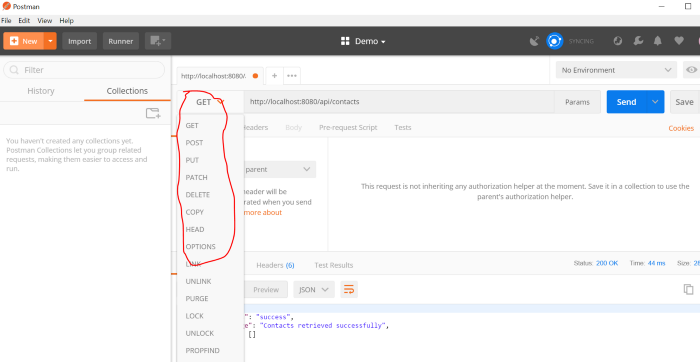 Postman
File Edit View Help
New Import Runner Demo SYNCING
Filter
History Collections
You haven't created any collections yet.
Postman Collections let you group related
requests, making them easier to access and
run.
http://localhost:8080/
No Environment
GET http://localhost:8080/api/contacts Params Send Save
Headers Body Pre-request Script Tests Cookies
GET
POST
PUT
PATCH
DELETE
COPY
HEAD
OPTIONS
LINK
UNLINK
PURGE
LOCK
UNLOCK
PROPFIND
parent
header will be
rated when you send
more about
This request is not inheriting any authorization helper at the moment. Save it in a collection to use the
parent's authorization helper.
Headers (6) Test Results Status: 200 OK Time: 44 ms Size:
Preview JSON
": "success",
e": "Contacts retrieved successfully",
[]